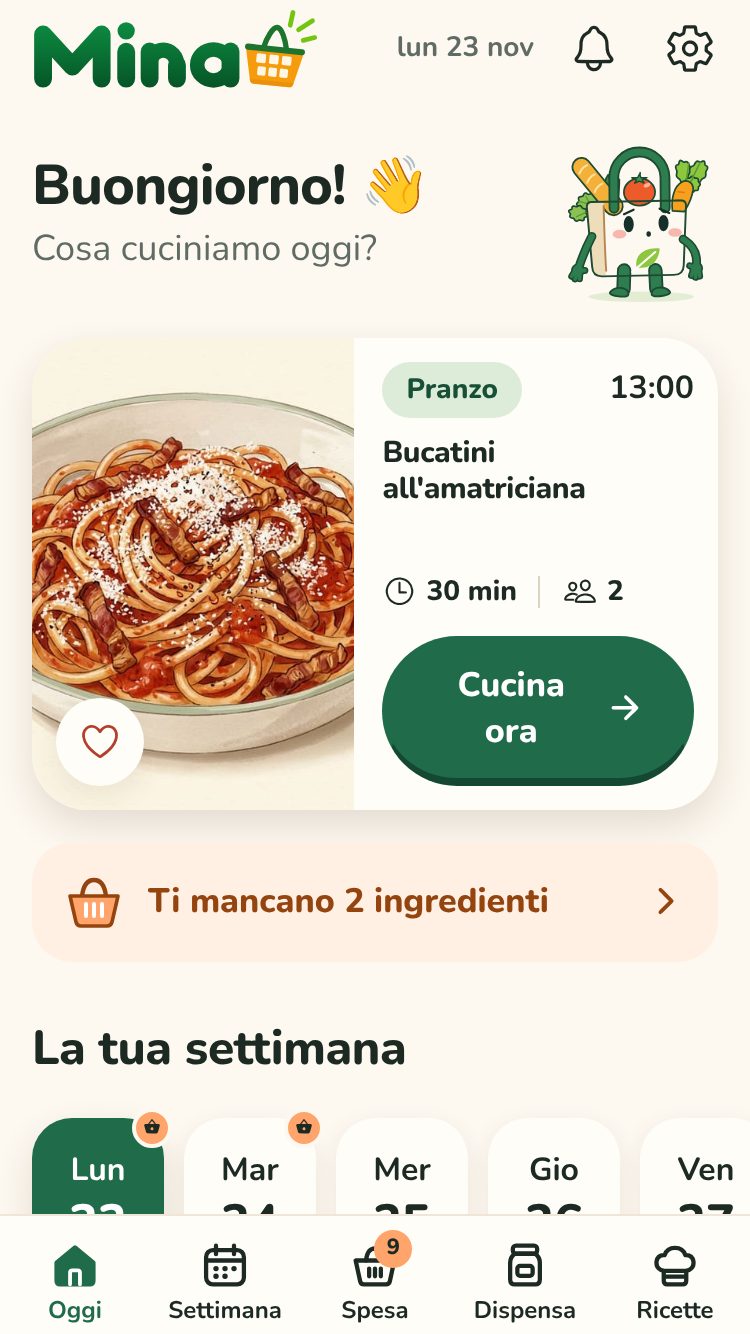 Mina
lun 23 nov
Buongiorno! 👋
Cosa cuciniamo oggi?
Pranzo
13:00
Bucatini
all'amatriciana
30 min
2
Cucina
ora
Ti mancano 2 ingredienti
La tua settimana
Lun
Mar
Mer
Gio
Ven
9
Oggi
Settimana
Spesa
Dispensa
Ricette